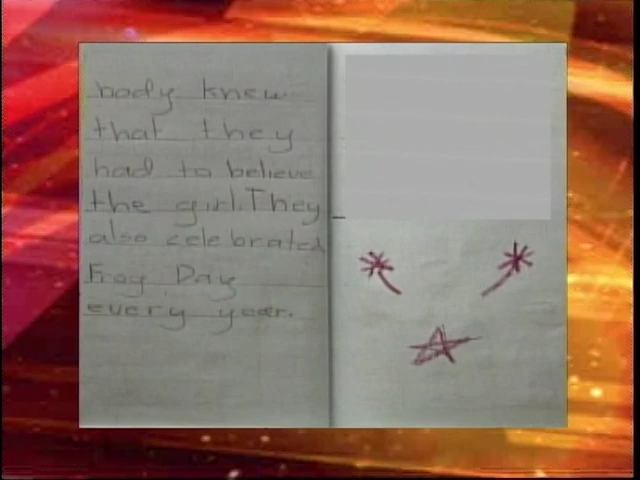 body knew
that they
had to believe
the girl. They
also celebrated
Frog Day
every year.